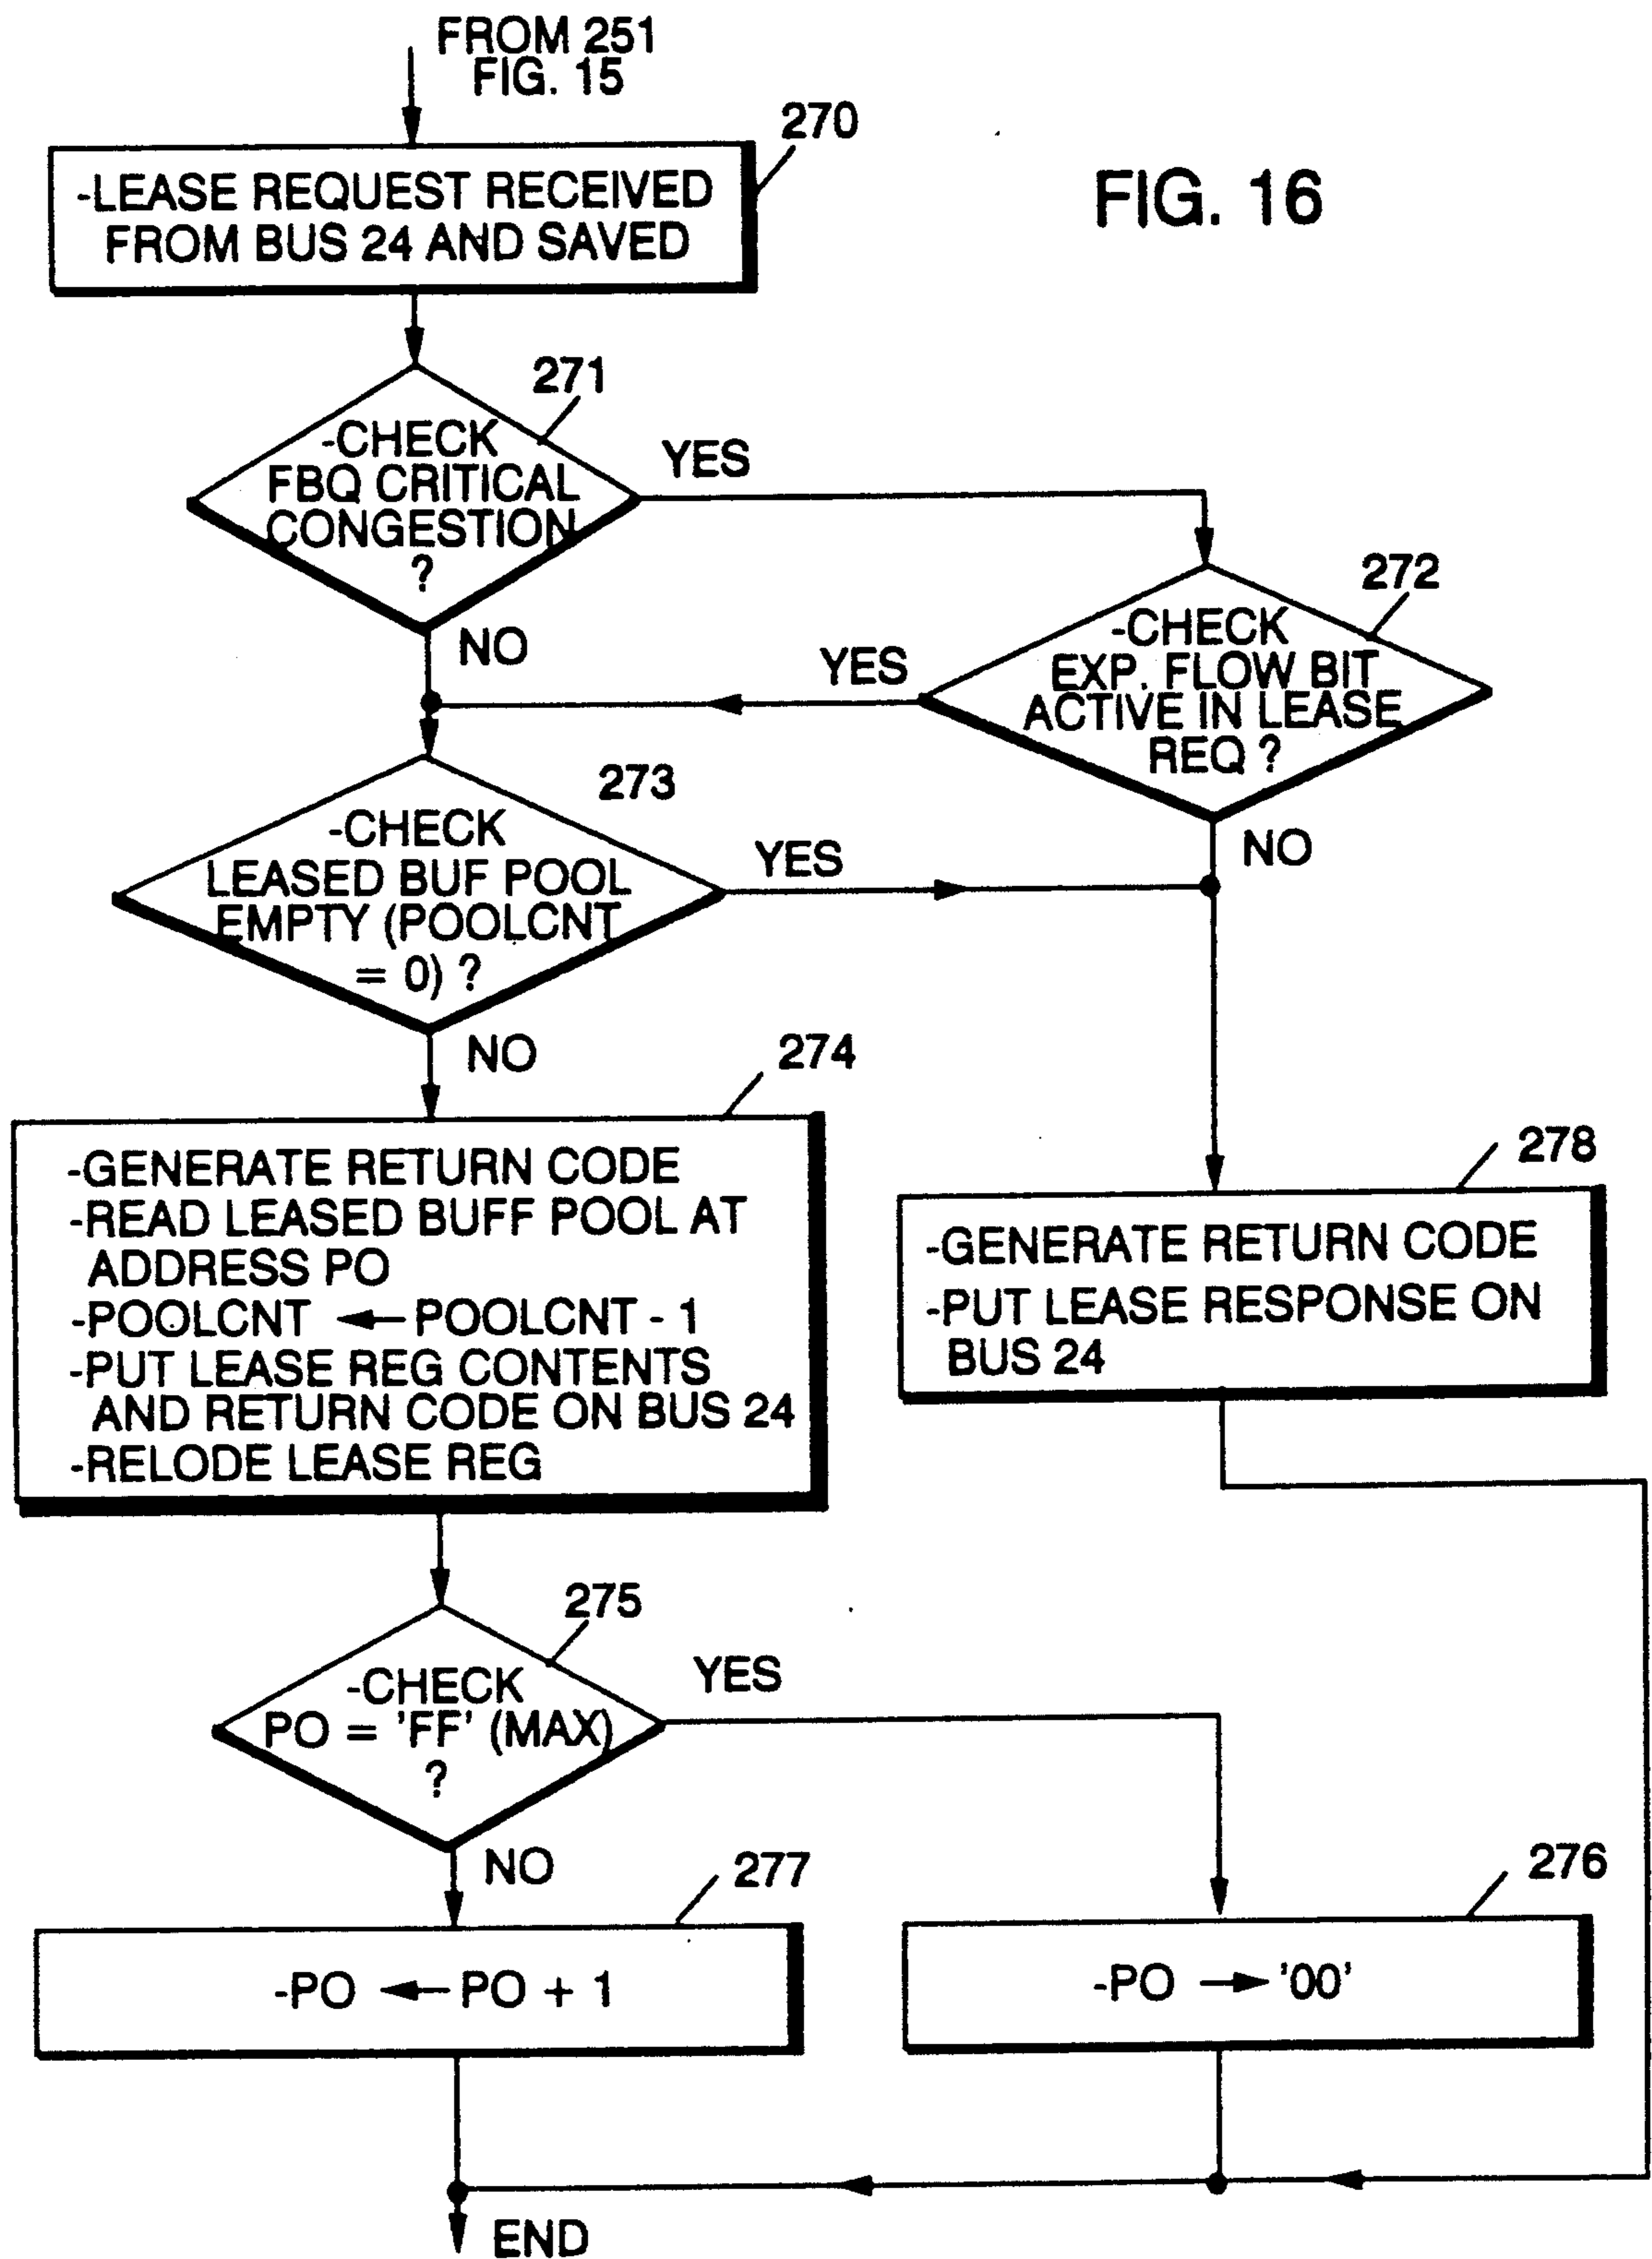 FROM 251
FIG. 15
270
FIG. 16
-LEASE REQUEST RECEIVED
FROM BUS 24 AND SAVED
271
-CHECK
FBQ CRITICAL
CONGESTION
?
YES
NO
272
-CHECK
EXP. FLOW BIT
ACTIVE IN LEASE
REQ ?
YES
NO
273
-CHECK
LEASED BUF POOL
EMPTY (POOLCNT
= 0) ?
YES
NO
274
-GENERATE RETURN CODE
-READ LEASED BUFF POOL AT
ADDRESS PO
-POOLCNT ← POOLCNT - 1
-PUT LEASE REG CONTENTS
AND RETURN CODE ON BUS 24
-RELODE LEASE REG
278
-GENERATE RETURN CODE
-PUT LEASE RESPONSE ON
BUS 24
275
-CHECK
PO = 'FF' (MAX)
?
YES
NO
277
-PO ← PO + 1
276
-PO → '00'
END